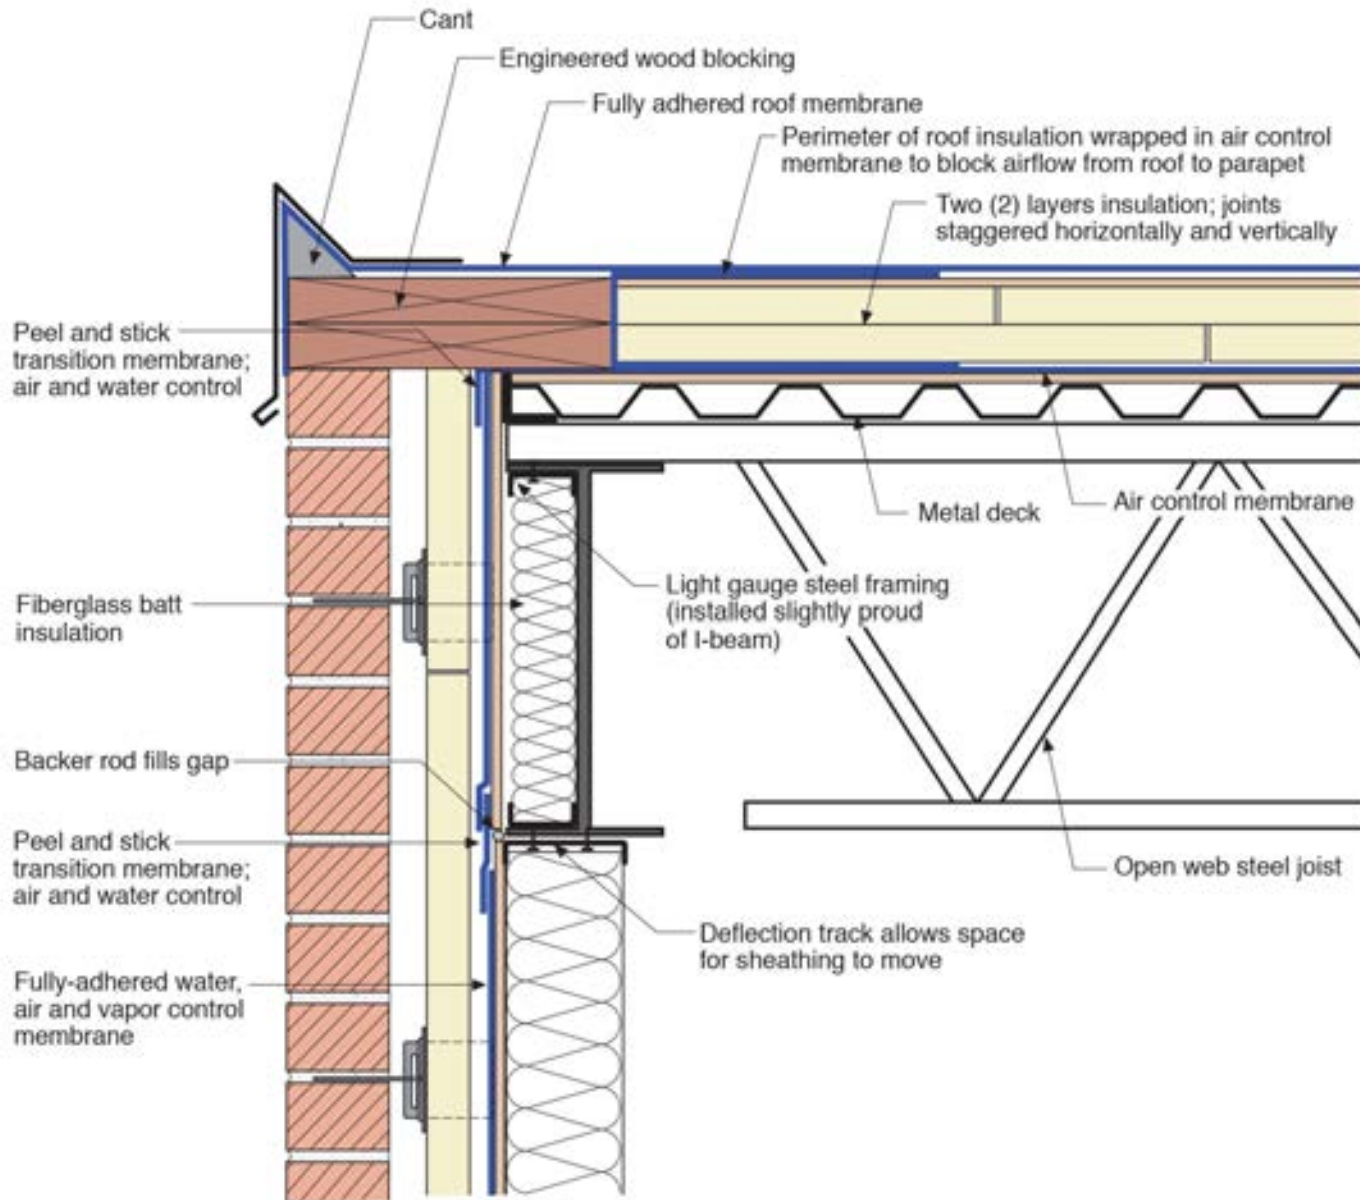 Cant
Engineered wood blocking
Fully adhered roof membrane
Perimeter of roof insulation wrapped in air control
membrane to block airflow from roof to parapet
Two (2) layers insulation; joints
staggered horizontally and vertically
Peel and stick
transition membrane;
air and water control
Metal deck
Air control membrane
Light gauge steel framing
(installed slightly proud
of I-beam)
Fiberglass batt
insulation
Backer rod fills gap
Peel and stick
transition membrane;
air and water control
Open web steel joist
Deflection track allows space
for sheathing to move
Fully-adhered water,
air and vapor control
membrane